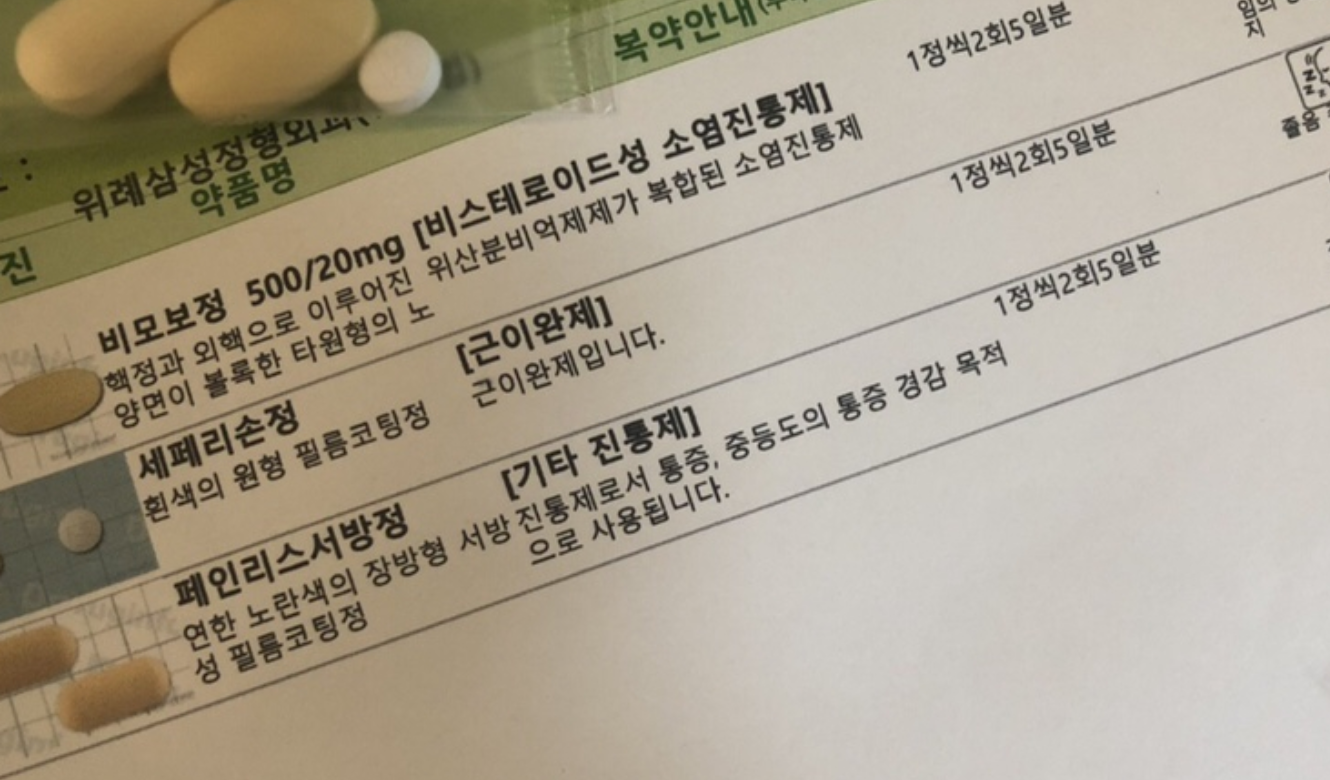 복약안내
위례삼성정형외과(
약품명
진
비모보정 500/20mg [비스테로이드성 소염진통제]
1정씩2회5일분
핵정과 외핵으로 이루어진 위산분비억제제가 복합된 소염진통제
양면이 볼록한 타원형의 노
세페리손정 [근이완제]
1정씩2회5일분
졸음
흰색의 원형 필름코팅정 근이완제입니다.
페인리스서방정 [기타 진통제]
1정씩2회5일분
연한 노란색의 장방형 서방 진통제로서 통증, 중등도의 통증 경감 목적
성 필름코팅정 으로 사용됩니다.